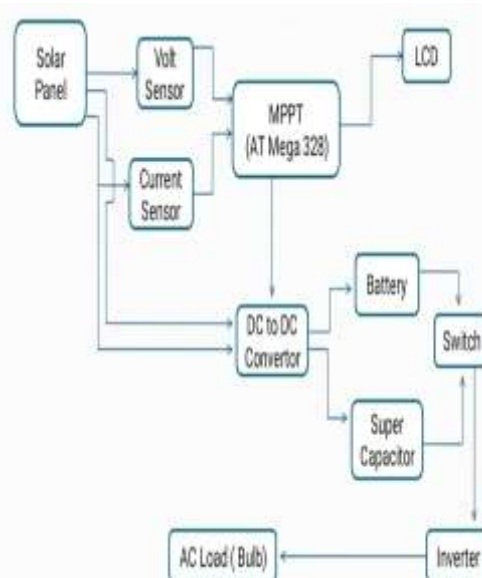 Solar
Panel
Volt
Sensor
LCD
MPPT
(AT Mega 328)
Current
Sensor
Battery
DC to DC
Convertor
Switch
Super
Capacitor
AC Load ( Bulb)
Inverter